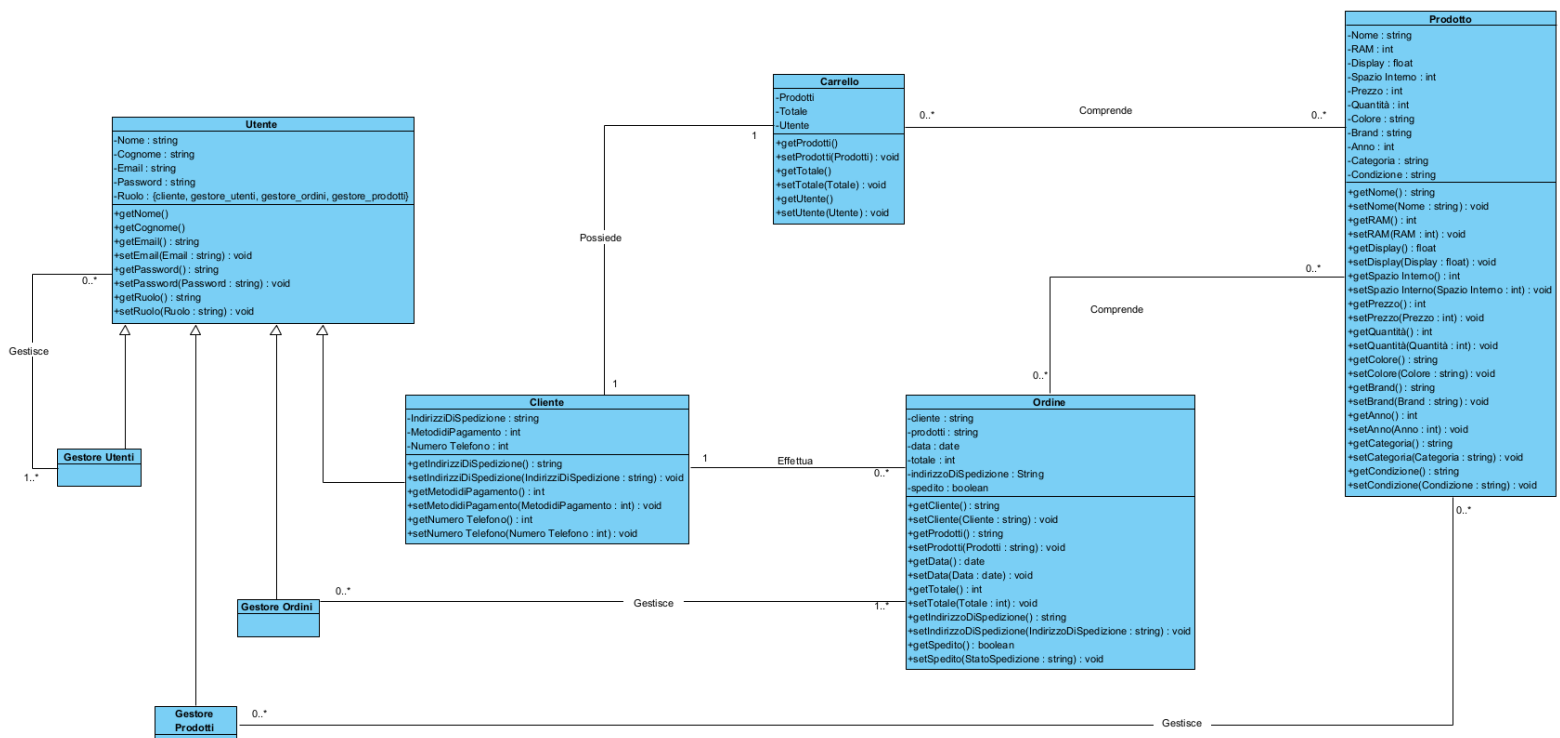 Prodotto
-Nome : string
-RAM : int
-Display : float
-Spazio Interno : int
-Prezzo : int
-Quantità : int
-Colore : string
-Brand : string
-Anno : int
-Categoria : string
-Condizione : string
+getNome() : string
+setNome(Nome : string) : void
+getRAM() : int
+setRAM(RAM : int) : void
+getDisplay() : float
+setDisplay(Display : float) : void
+getSpazio Interno() : int
+setSpazio Interno(Spazio Interno : int) : void
+getPrezzo() : int
+setPrezzo(Prezzo : int) : void
+getQuantità() : int
+setQuantità(Quantità : int) : void
+getColore() : string
+setColore(Colore : string) : void
+getBrand() : string
+setBrand(Brand : string) : void
+getAnno() : int
+setAnno(Anno : int) : void
+getCategoria() : string
+setCategoria(Categoria : string) : void
+getCondizione() : string
+setCondizione(Condizione : string) : void
Carrello
-Prodotti
-Totale
-Utente
+getProdotti()
+setProdotti(Prodotti) : void
+getTotale()
+setTotale(Totale) : void
+getUtente()
+setUtente(Utente) : void
0..*
Comprende
0..*
1
Possiede
1
Utente
-Nome : string
-Cognome : string
-Email : string
-Password : string
-Ruolo : {cliente, gestore_utenti, gestore_ordini, gestore_prodotti}
+getNome()
+getCognome()
+getEmail() : string
+setEmail(Email : string) : void
+getPassword() : string
+setPassword(Password : string) : void
+getRuolo() : string
+setRuolo(Ruolo : string) : void
0..*
Gestisce
1..*
Gestore Utenti
0..*
Comprende
0..*
Cliente
-IndirizziDiSpedizione : string
-MetodidiPagamento : int
-Numero Telefono : int
+getIndirizziDiSpedizione() : string
+setIndirizziDiSpedizione(IndirizziDiSpedizione : string) : void
+getMetodidiPagamento() : int
+setMetodidiPagamento(MetodidiPagamento : int) : void
+getNumero Telefono() : int
+setNumero Telefono(Numero Telefono : int) : void
1
Effettua
0..*
Ordine
-cliente : string
-prodotti : string
-data : date
-totale : int
-indirizzoDiSpedizione : String
-spedito : boolean
+getCliente() : string
+setCliente(Cliente : string) : void
+getProdotti() : string
+setProdotti(Prodotti : string) : void
+getData() : date
+setData(Data : date) : void
+getTotale() : int
+setTotale(Totale : int) : void
+getIndirizzoDiSpedizione() : string
+setIndirizzoDiSpedizione(IndirizzoDiSpedizione : string) : void
+getSpedito() : boolean
+setSpedito(StatoSpedizione : string) : void
0..*
Gestore Ordini
0..*
Gestisce
1..*
Gestore
Prodotti
0..*
Gestisce